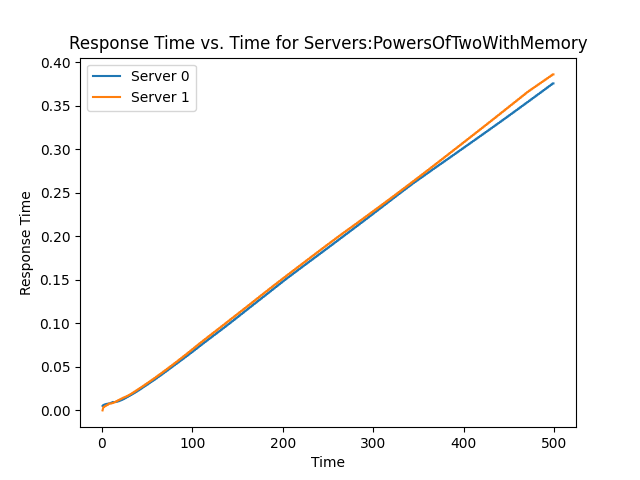 Response Time vs. Time for Servers:PowersOfTwoWithMemory
Server 0
Server 1
Response Time
0.40
0.35
0.30
0.25
0.20
0.15
0.10
0.05
0.00
0 100 200 300 400 500
Time